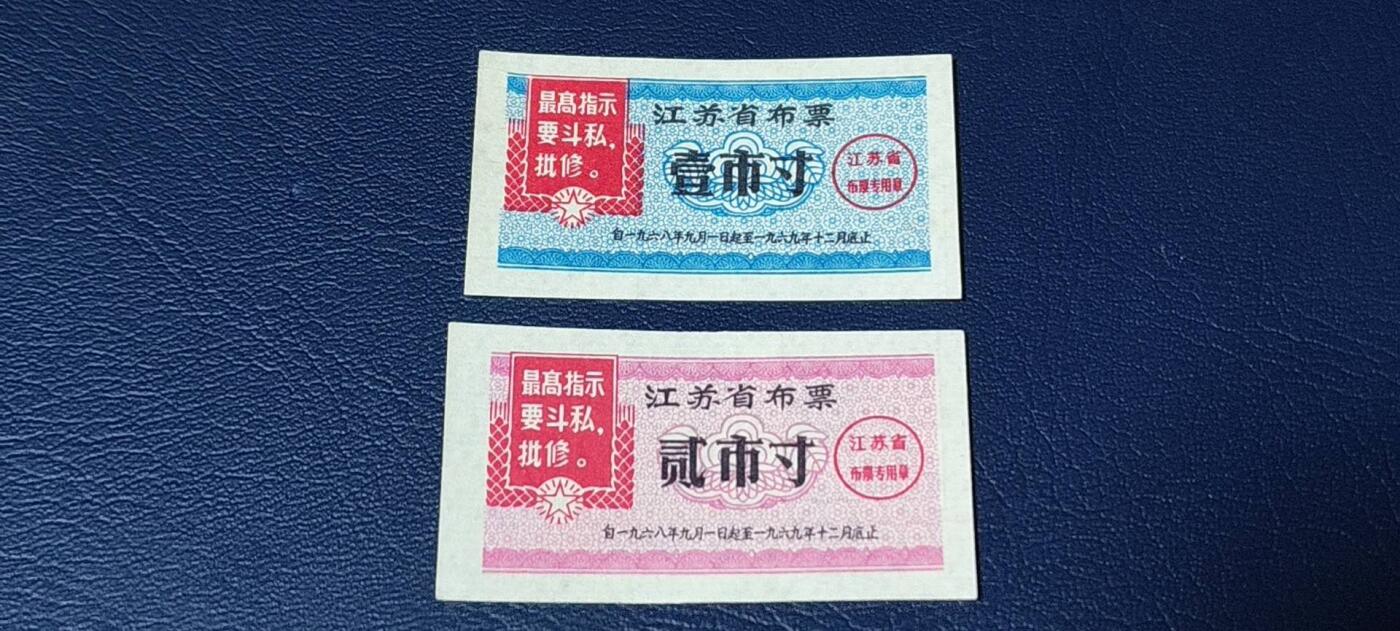 最高指示
要斗私，
批修。
江苏省布票
壹市寸
江苏省
布票专用章
自一九六八年九月一日起至一九六九年十二月底止
最高指示
要斗私，
批修。
江苏省布票
贰市寸
江苏省
布票专用章
自一九六八年九月一日起至一九六九年十二月底止